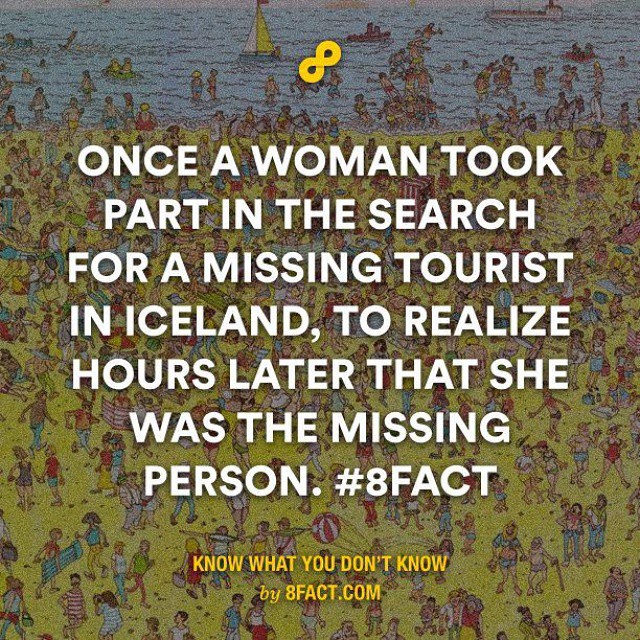 ONCE A WOMAN TOOK
PART IN THE SEARCH
FOR A MISSING TOURIST
IN ICELAND, TO REALIZE
HOURS LATER THAT SHE
WAS THE MISSING
PERSON. #8FACT
KNOW WHAT YOU DON'T KNOW
by 8FACT.COM